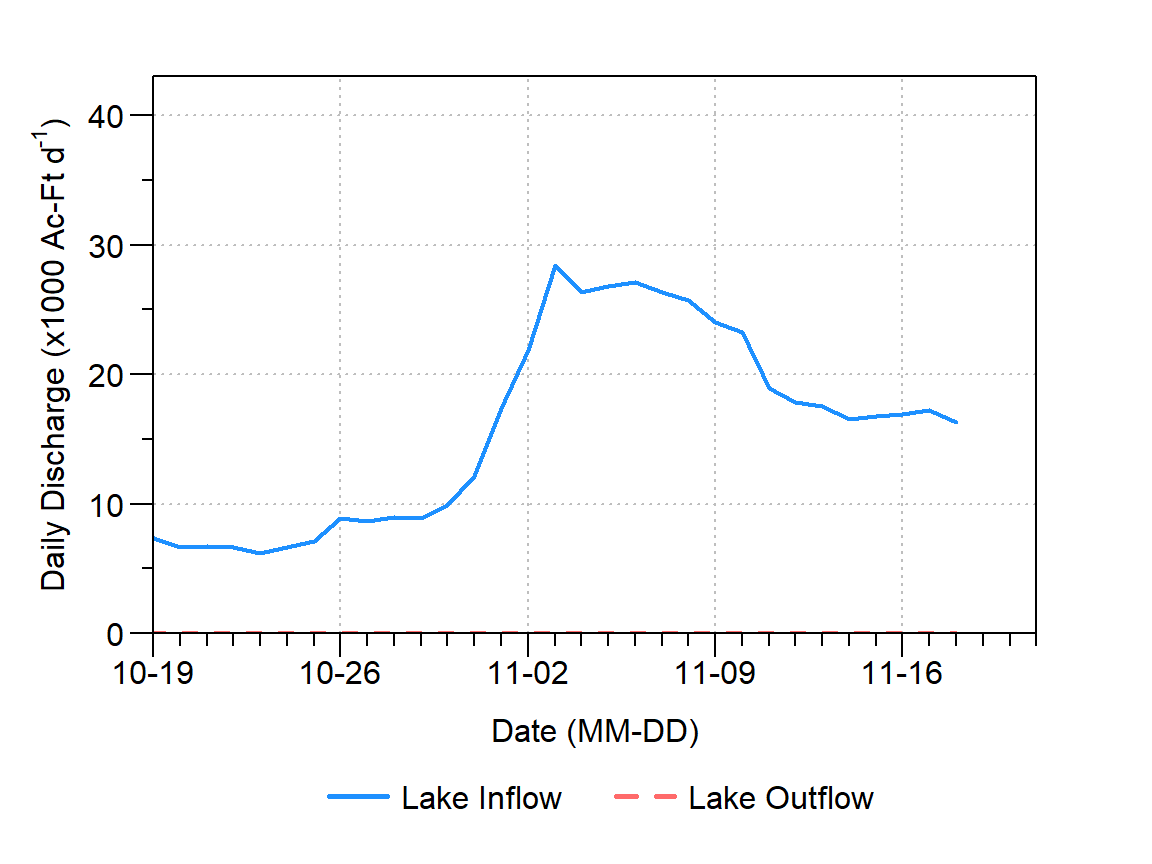 Daily Discharge (x1000 Ac-Ft d⁻¹)
40
30
20
10
0
10-19 10-26 11-02 11-09 11-16
Date (MM-DD)
Lake Inflow Lake Outflow